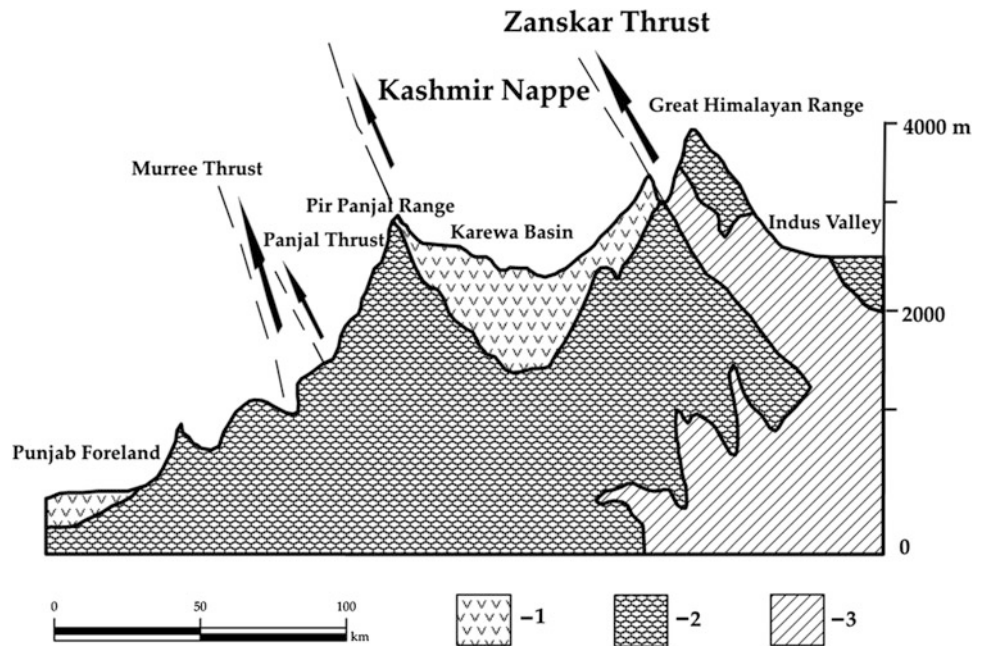 Zanskar Thrust
Kashmir Nappe
Great Himalayan Range
4000 m
Murree Thrust
Pir Panjal Range
Karewa Basin
Indus Valley
Panjal Thrust
2000
Punjab Foreland
0
0 50 100
km
–1 –2 –3